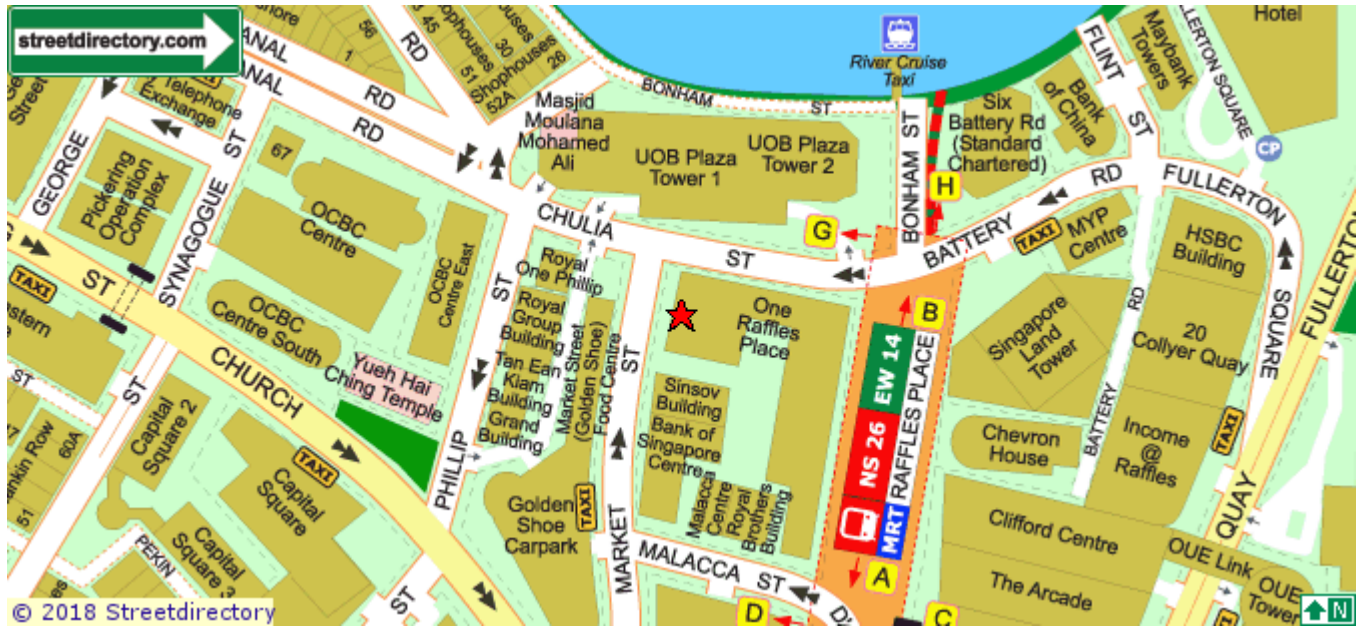 streetdirectory.com
ANAL
ANAL
RD
RD
RD
56
1
45
51
30
52A
26
Shophouses
Telephone
Exchange
GEORGE
ST
Pickering
Operation
Complex
SYNAGOGUE
ST
67
OCBC
Centre
OCBC
Centre East
OCBC
Centre South
Yueh Hai
Ching Temple
CHURCH
ST
TAXI
TAXI
Masjid
Moulana
Mohamed
Ali
BONHAM
ST
UOB Plaza
Tower 1
UOB Plaza
Tower 2
River Cruise
Taxi
BONHAM ST
Six
Battery Rd
(Standard
Chartered)
Bank
of China
FLINT
ST
Maybank
Towers
FULLERTON SQUARE
Hotel
CP
H
G
CHULIA
ST
BATTERY
RD
FULLERTON
SQUARE
TAXI
MYP
Centre
HSBC
Building
FULLERTON
QUAY
Royal
One Phillip
Royal
Group
Building
Tan Ean
Kiam
Building
Grand
Building
Market Street
(Golden Shoe)
Food Centre
PHILLIP
ST
MARKET
ST
One
Raffles
Place
Sinsov
Building
Bank of
Singapore
Centre
Malacca
Centre
Royal
Brothers
Building
B
EW 14
NS 26
MRT
RAFFLES PLACE
A
C
D
Singapore
Land
Tower
BATTERY
RD
20
Collyer Quay
Chevron
House
Income
@
Raffles
TAXI
Clifford Centre
The Arcade
OUE Link
OUE
Tower
Golden
Shoe
Carpark
TAXI
MALACCA
ST
D'
Capital
Square 2
Capital
Square
Capital
Square 3
TAXI
60A
51
PEKIN
ST
ST
ST
© 2018 Streetdirectory
N